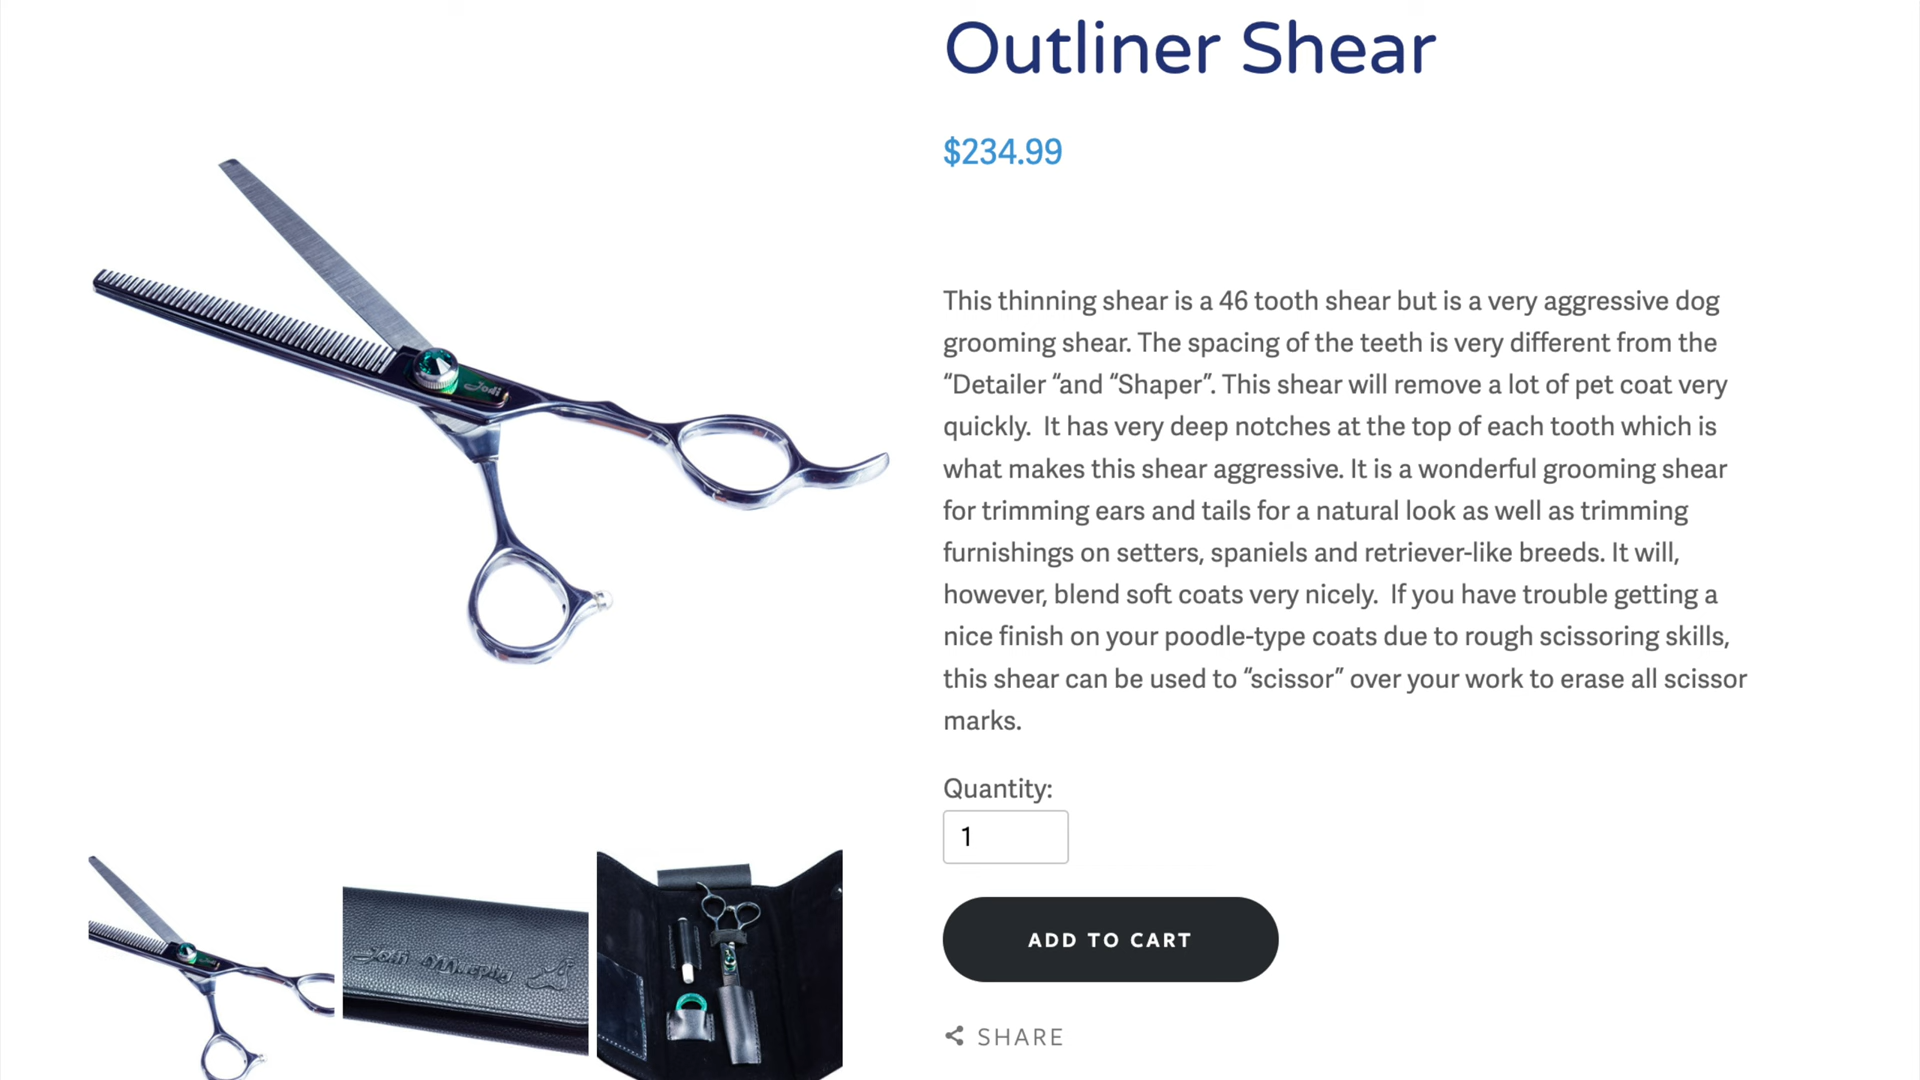 Outliner Shear
$234.99
This thinning shear is a 46 tooth shear but is a very aggressive dog
grooming shear. The spacing of the teeth is very different from the
“Detailer “and “Shaper”. This shear will remove a lot of pet coat very
quickly.  It has very deep notches at the top of each tooth which is
what makes this shear aggressive. It is a wonderful grooming shear
for trimming ears and tails for a natural look as well as trimming
furnishings on setters, spaniels and retriever-like breeds. It will,
however, blend soft coats very nicely.  If you have trouble getting a
nice finish on your poodle-type coats due to rough scissoring skills,
this shear can be used to “scissor” over your work to erase all scissor
marks.
Quantity:
1
ADD TO CART
SHARE
Jodi
Jodi